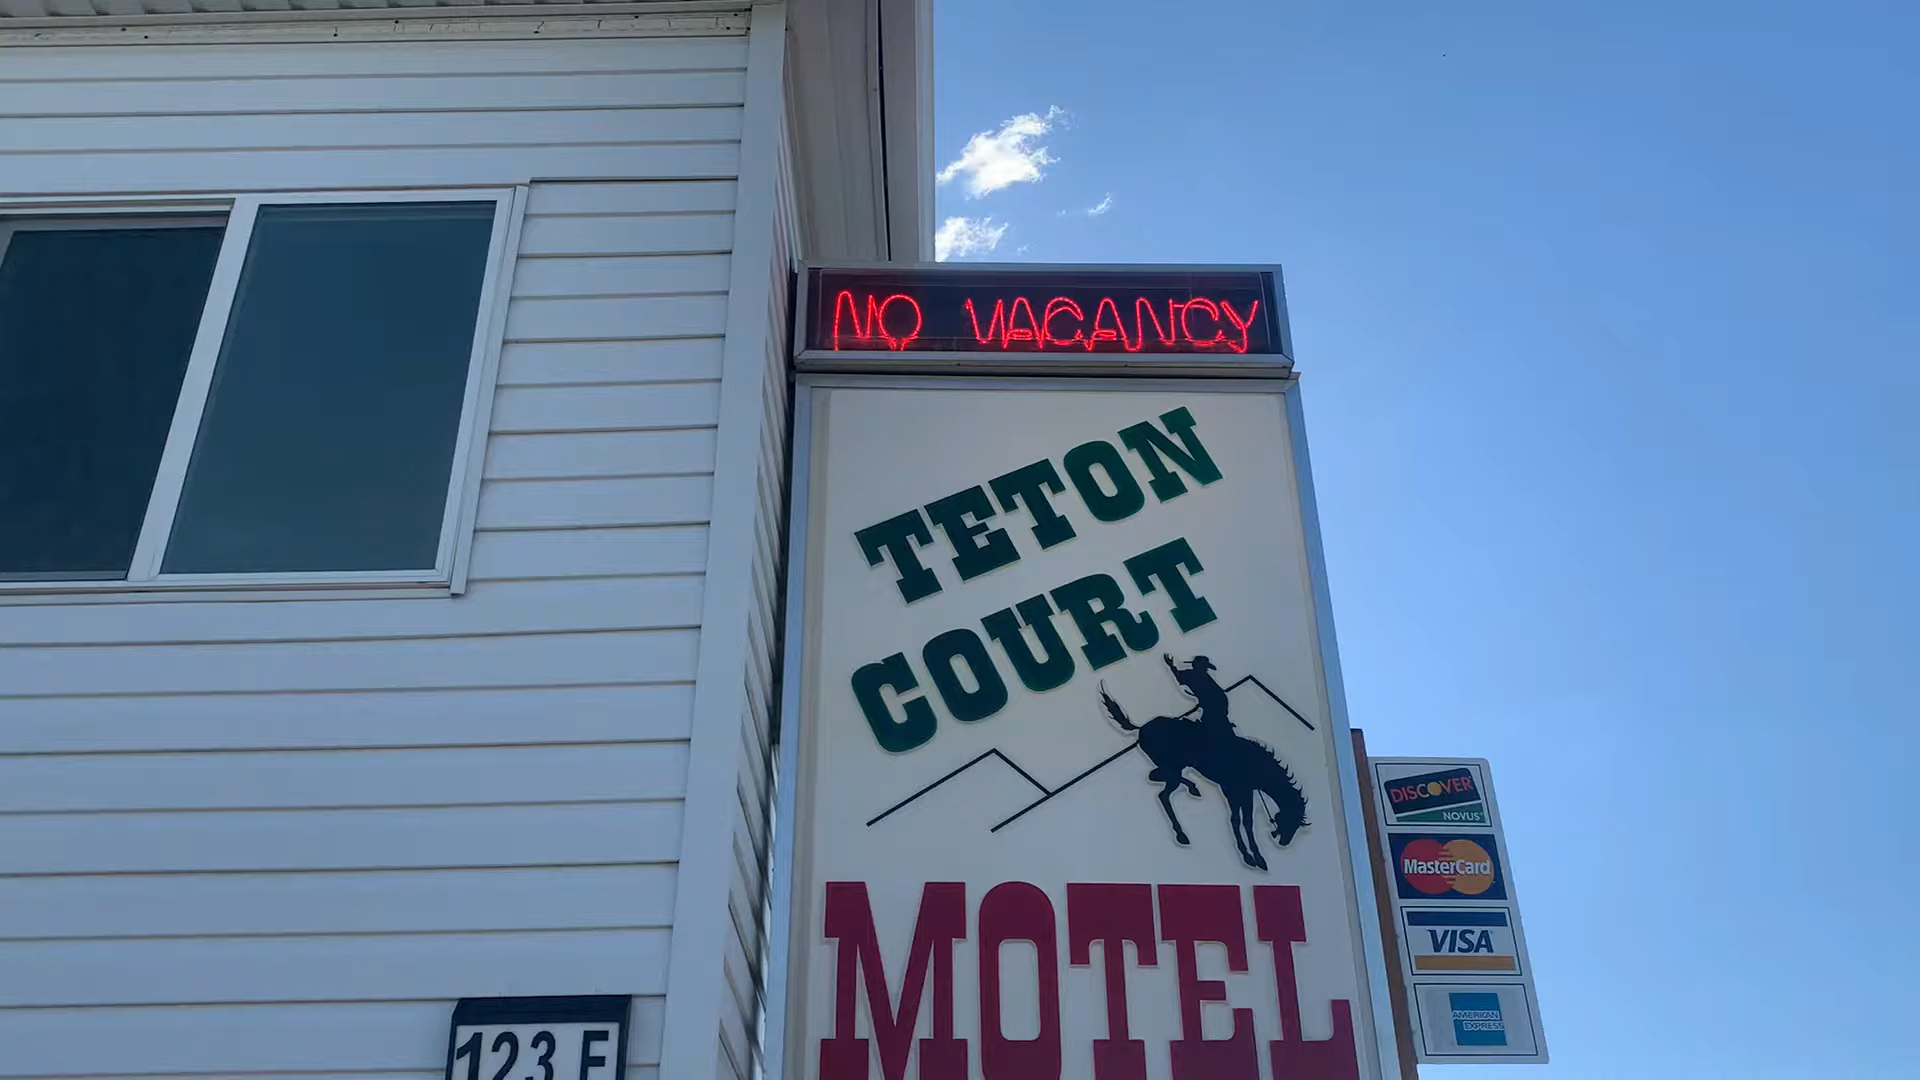 NO VACANCY
TETON
COURT
MOTEL
DISCOVER
NOVUS
MasterCard
VISA
AMERICAN
EXPRESS
123 E